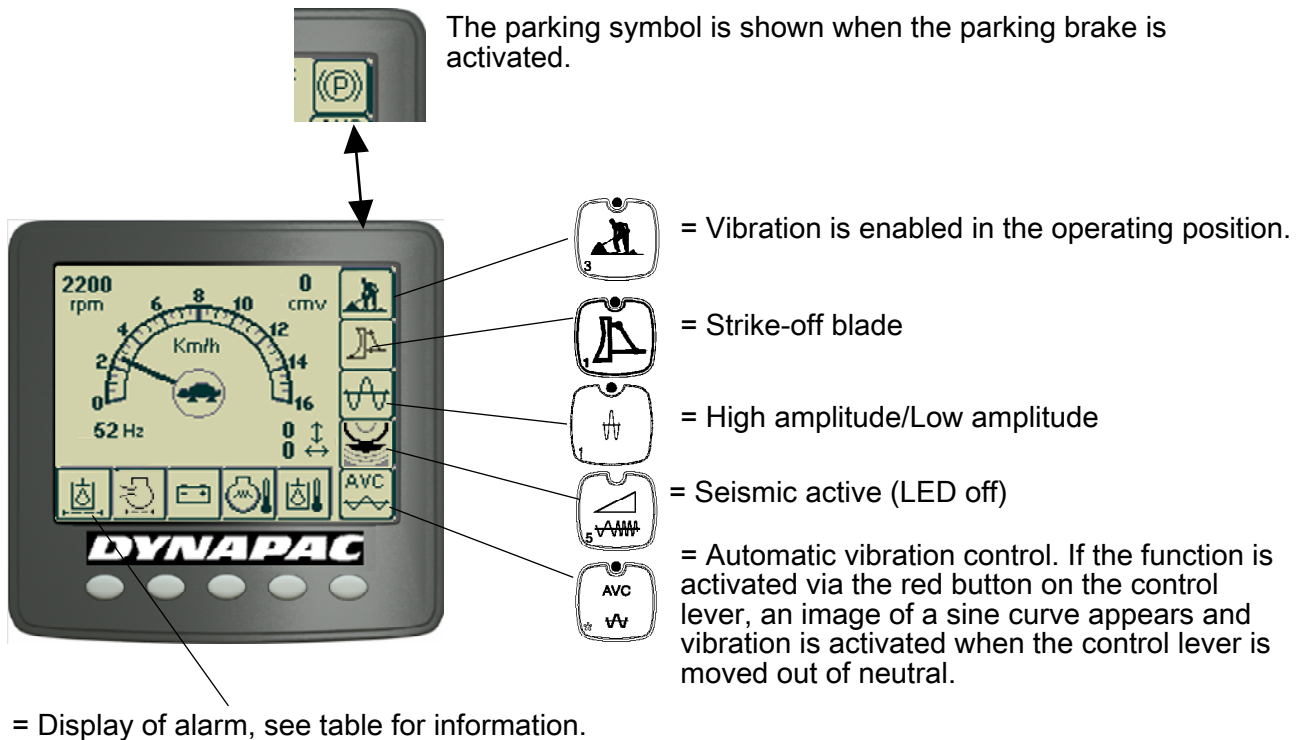 The parking symbol is shown when the parking brake is
activated.
P
3
= Vibration is enabled in the operating position.
1
= Strike-off blade
1
= High amplitude/Low amplitude
5
= Seismic active (LED off)
AVC
= Automatic vibration control. If the function is
activated via the red button on the control
lever, an image of a sine curve appears and
vibration is activated when the control lever is
moved out of neutral.
2200
rpm
0
cmv
0 2 4 6 8 10 12 14 16
Km/h
52 Hz
0
0
AVC
DYNAPAC
= Display of alarm, see table for information.